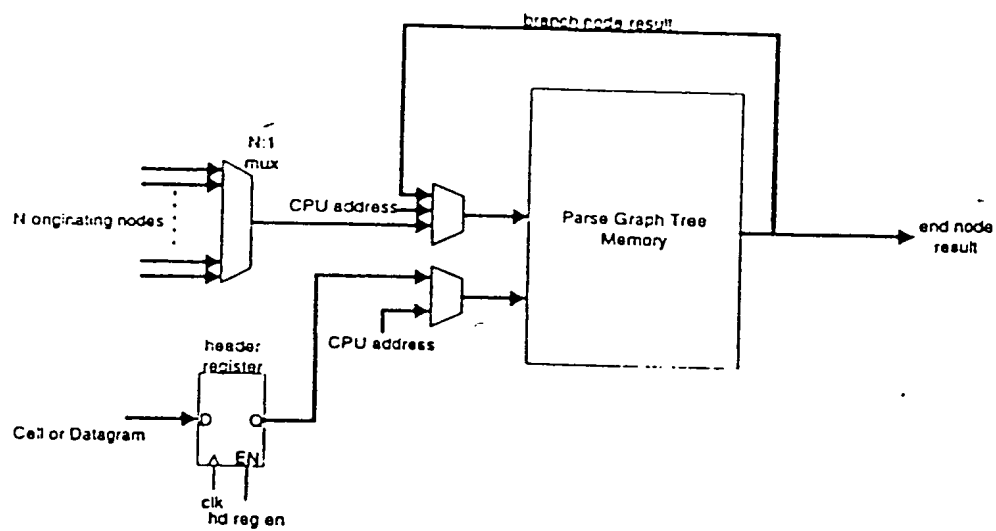 branch node result
N:1
mux
CPU address
N originating nodes
Parse Graph Tree
Memory
end node
result
CPU address
header
register
D
Q
Cell or Datagram
EN
clk
hd reg en